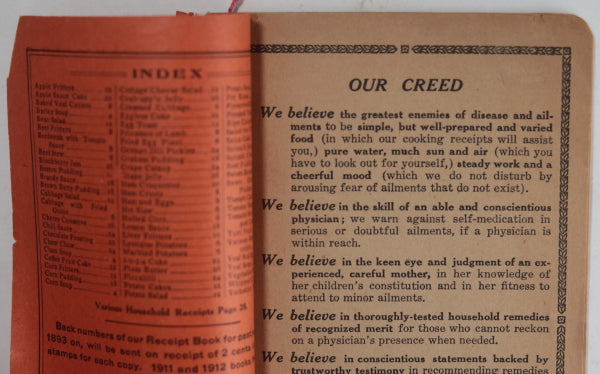 INDEX
Apple Fritters
Apple Sauce Cake
Baked Veal Cutlets
Barley Soup
Bean Salad
Beet Fritters
Beefsteak with Tomato
Sauce
Beet Stew
Blackberry Jam
Boston Pudding
Brandy Sauce
Brown Betty Pudding
Cabbage Salad
Cabbage with Fried
Cherry Preserves
Chili Sauce
Chocolate Frosting
Chow Chow
Clam Soup
Coffee Fruit Cake
Corn Fritters
Corn Pudding
Corn Soup
Cottage Cheese Salad
Crab-apple Jelly
Creamed Cabbage
Eggless Cake
Egg Toast
Fricassee of Lamb
Fried Egg Plant
German Pickles
Graham Pudding
Grape Catsup
Grape Jelly
Ham Croquettes
Ham and Eggs
Hot Slaw
Lemon Sauce
Liver Fritters
Lyonnaise Potatoes
Mashed Potatoes
Plum Butter
Piccalilli
Potato Cakes
Potato Salad
Various Household Receipts Page 28.
Back numbers of our Receipt Book for past
1893 on, will be sent on receipt of 2 cents
stamps for each copy. 1911 and 1912 books
OUR CREED
We believe the greatest enemies of disease and ail-
ments to be simple, but well-prepared and varied
food (in which our cooking receipts will assist
you,) pure water, much sun and air (which you
have to look out for yourself,) steady work and a
cheerful mood (which we do not disturb by
arousing fear of ailments that do not exist).
We believe in the skill of an able and conscientious
physician; we warn against self-medication in
serious or doubtful ailments, if a physician is
within reach.
We believe in the keen eye and judgment of an ex-
perienced, careful mother, in her knowledge of
her children's constitution and in her fitness to
attend to minor ailments.
We believe in thoroughly-tested household remedies
of recognized merit for those who cannot reckon
on a physician's presence when needed.
We believe in conscientious statements backed by
trustworthy testimony in recommending remedies